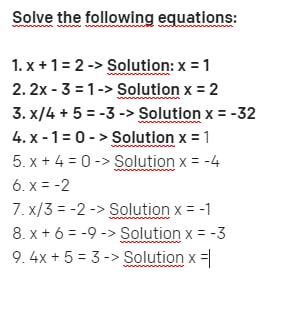 Solve the following equations:
1. x + 1 = 2 -> Solution: x = 1
2. 2x - 3 = 1 -> Solution x = 2
3. x/4 + 5 = -3 -> Solution x = -32
4. x - 1 = 0 - > Solution x = 1
5. x + 4 = 0 -> Solution x = -4
6. x = -2
7. x/3 = -2 -> Solution x = -1
8. x + 6 = -9 -> Solution x = -3
9. 4x + 5 = 3 -> Solution x =